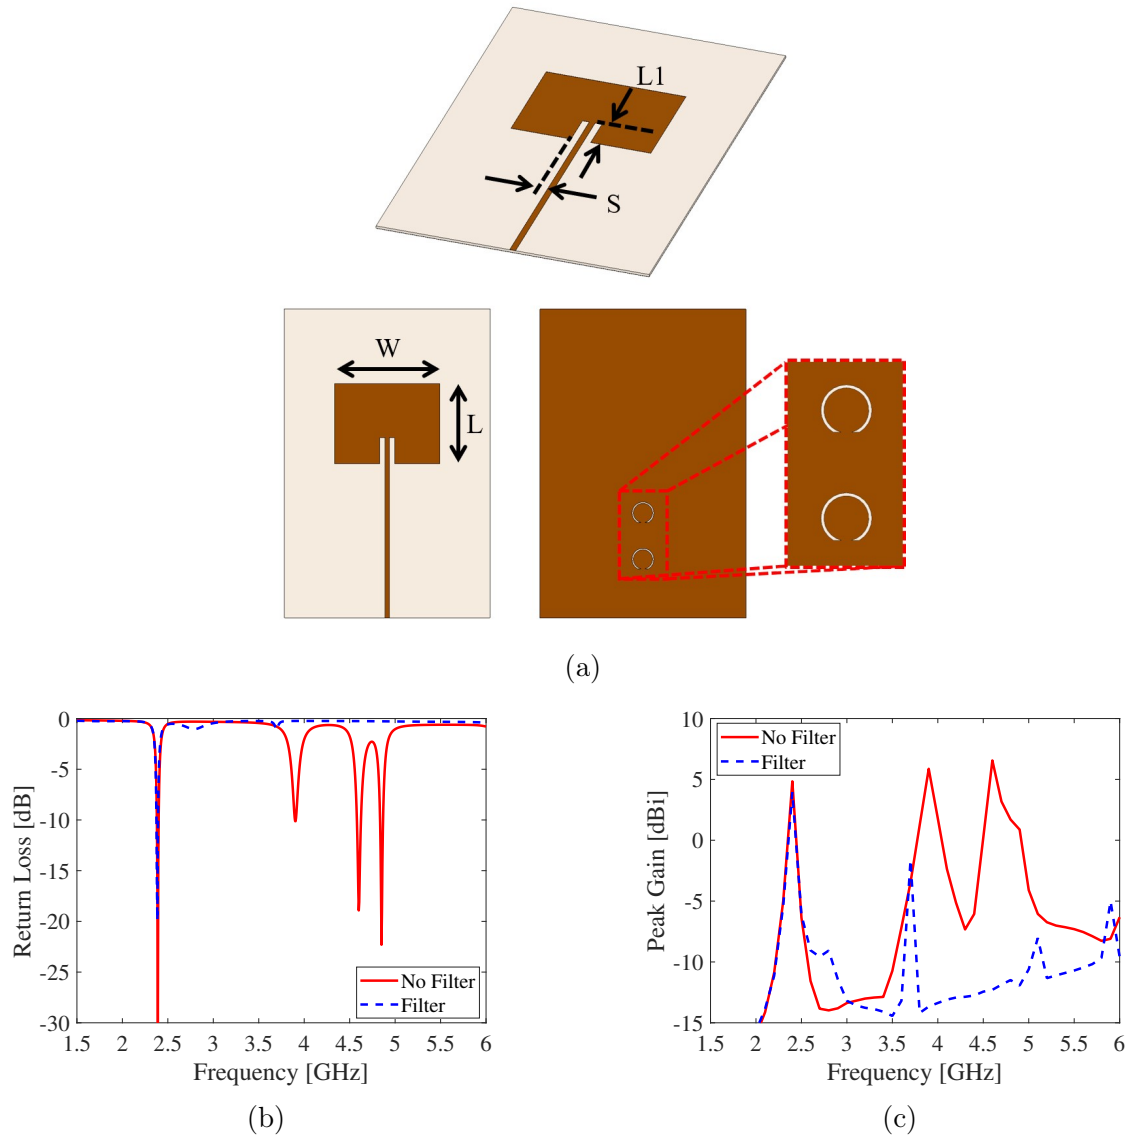 L1
S
W
L
(a)
0
-5
-10
-15
-20
-25
-30
Return Loss [dB]
No Filter
Filter
1.5 2 2.5 3 3.5 4 4.5 5 5.5 6
Frequency [GHz]
(b)
10
5
0
-5
-10
-15
Peak Gain [dBi]
No Filter
Filter
1.5 2 2.5 3 3.5 4 4.5 5 5.5 6
Frequency [GHz]
(c)